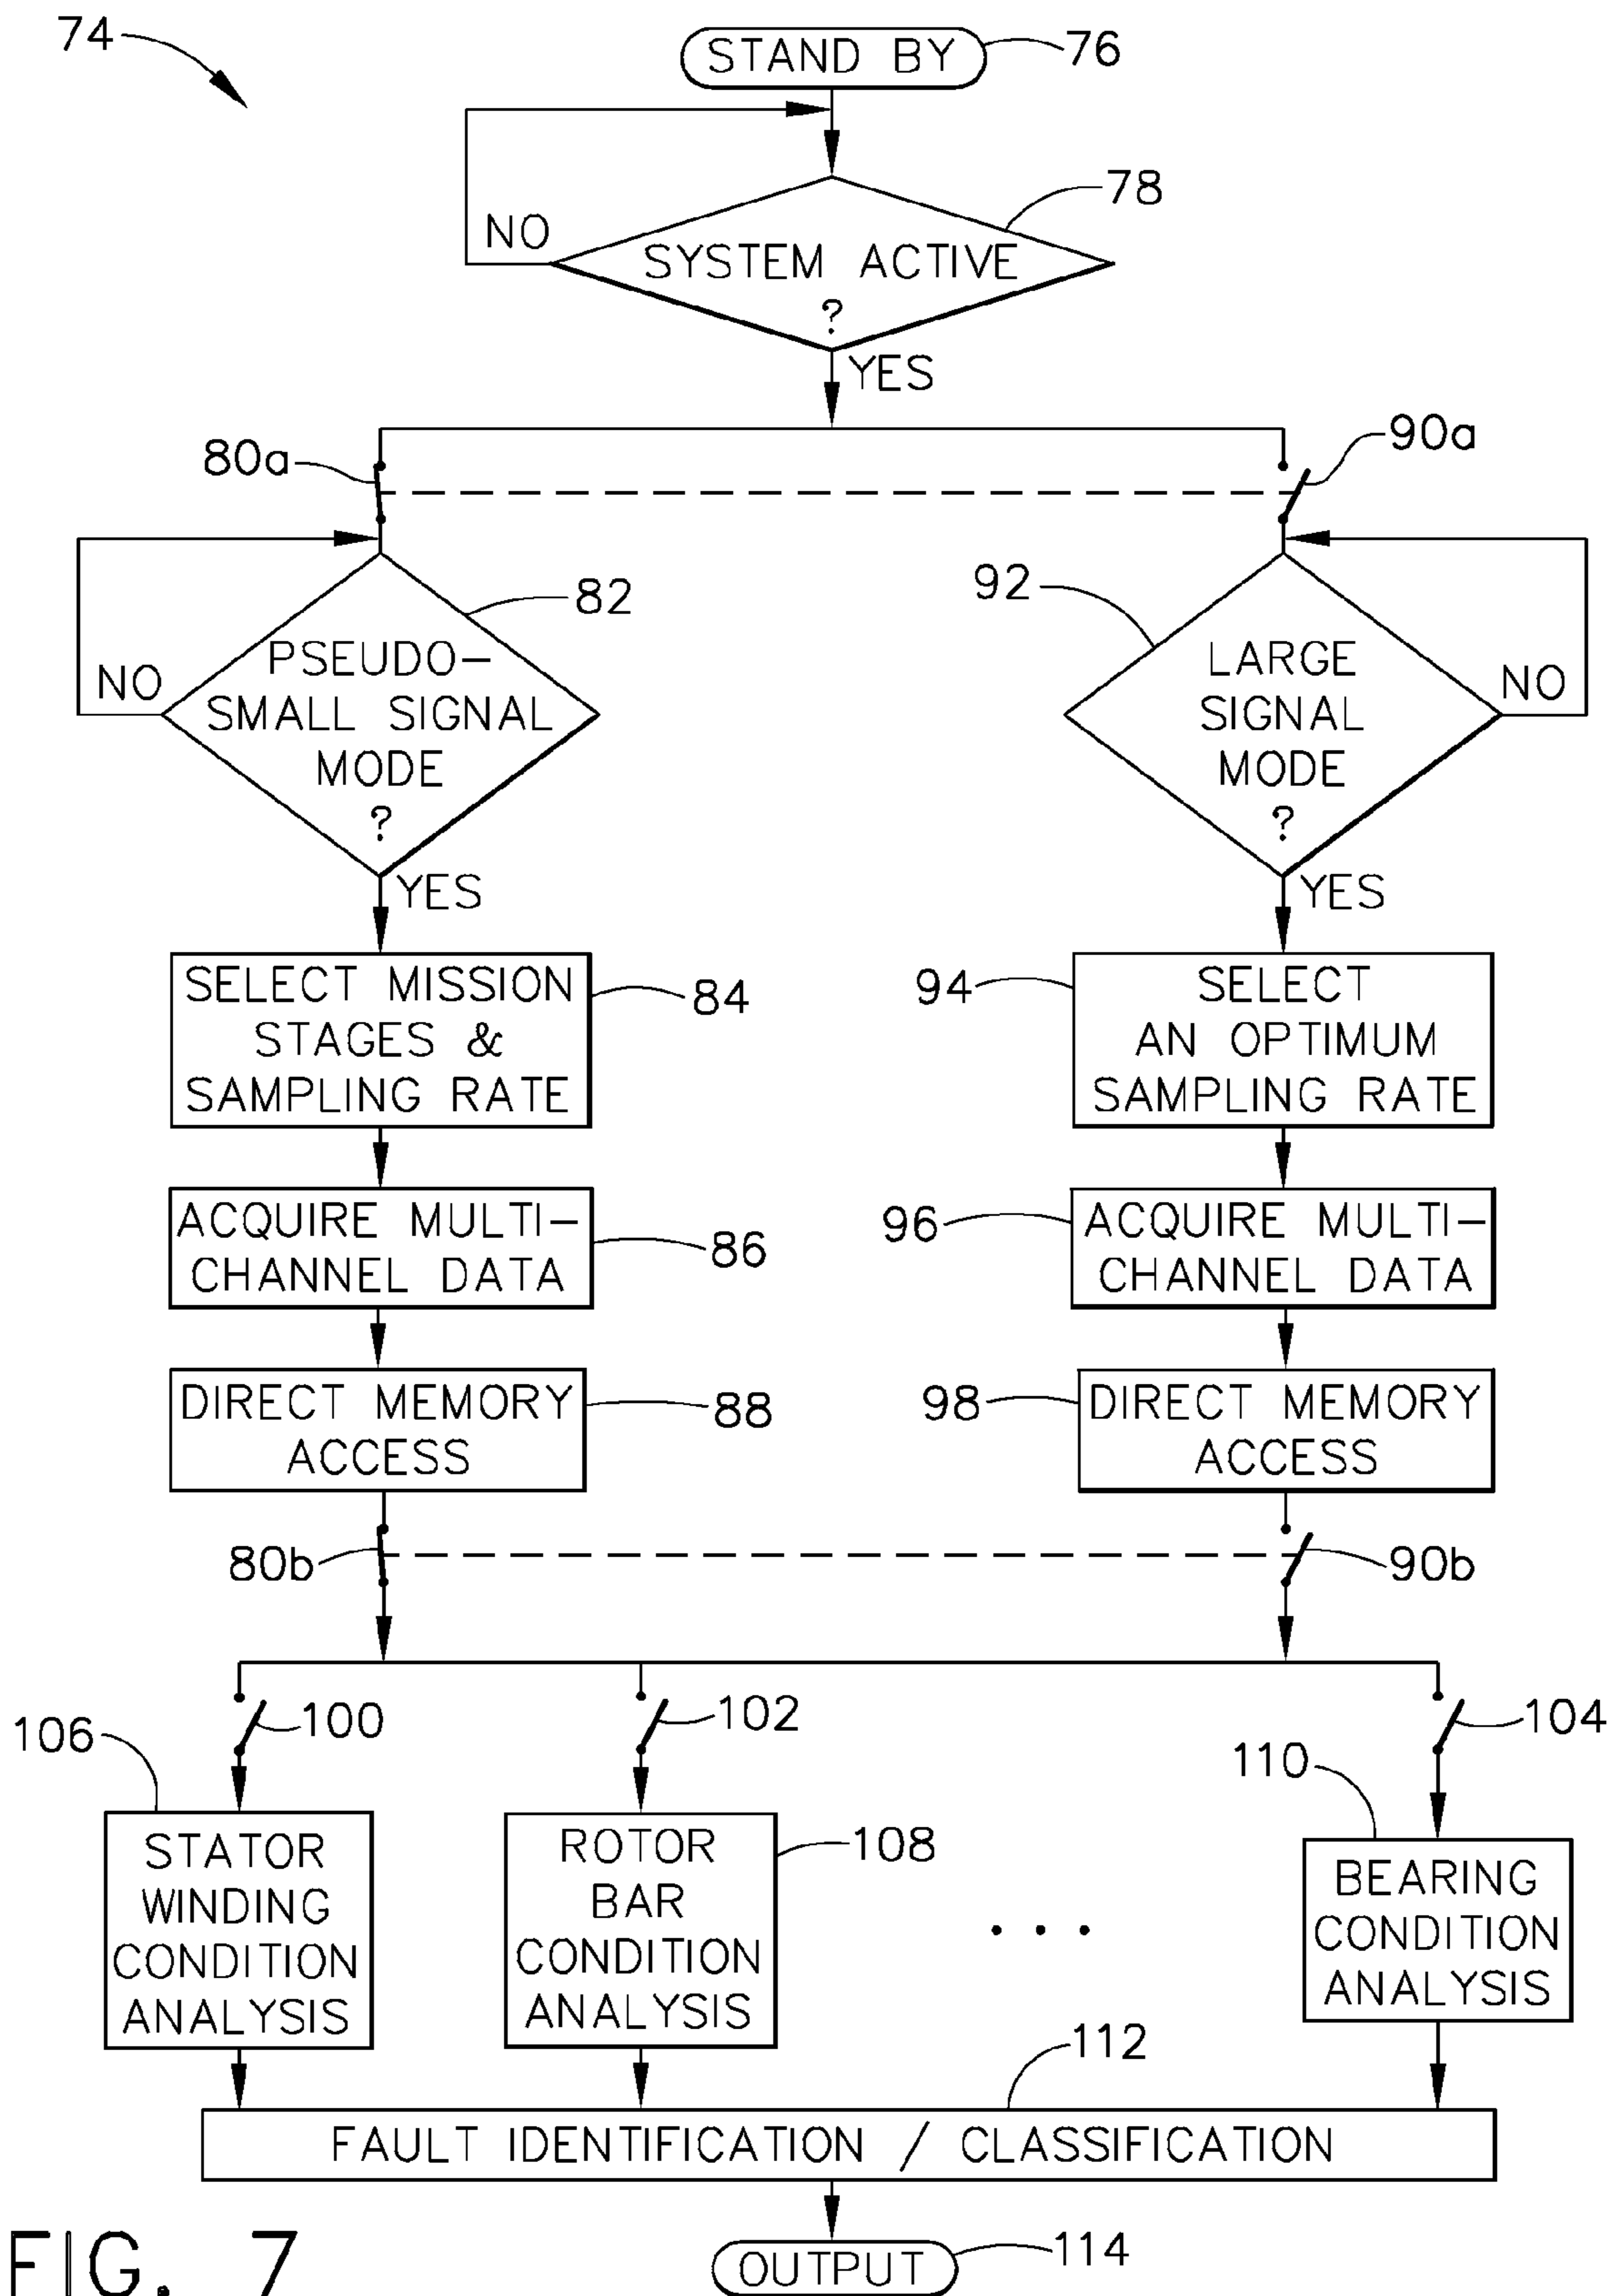 74
STAND BY
76
78
NO
SYSTEM ACTIVE
?
YES
80a
90a
82
92
PSEUDO-
SMALL SIGNAL
MODE
?
NO
LARGE
SIGNAL
MODE
?
NO
YES
YES
SELECT MISSION
STAGES &
SAMPLING RATE
84
94
SELECT
AN OPTIMUM
SAMPLING RATE
ACQUIRE MULTI-
CHANNEL DATA
86
96
ACQUIRE MULTI-
CHANNEL DATA
DIRECT MEMORY
ACCESS
88
98
DIRECT MEMORY
ACCESS
80b
90b
100
102
104
106
STATOR
WINDING
CONDITION
ANALYSIS
ROTOR
BAR
CONDITION
ANALYSIS
108
. . .
110
BEARING
CONDITION
ANALYSIS
112
FAULT IDENTIFICATION / CLASSIFICATION
OUTPUT
114
FIG. 7